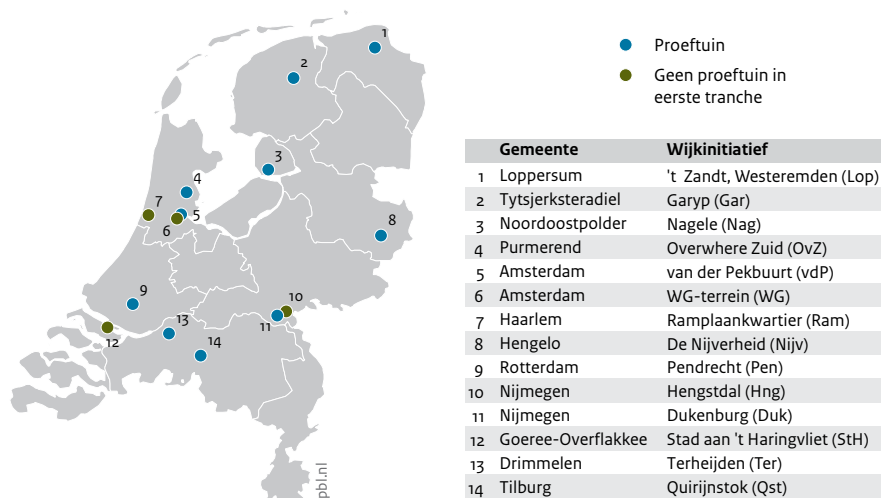 1
2
3
4
7
5
6
8
9
10
13
11
12
14
pbl.nl
Proeftuin
Geen proeftuin in
eerste tranche
Gemeente Wijkinitiatief
1 Loppersum 't Zandt, Westeremden (Lop)
2 Tytsjerksteradiel Garyp (Gar)
3 Noordoostpolder Nagele (Nag)
4 Purmerend Overwhere Zuid (OvZ)
5 Amsterdam van der Pekbuurt (vdP)
6 Amsterdam WG-terrein (WG)
7 Haarlem Ramplaankwartier (Ram)
8 Hengelo De Nijverheid (Nijv)
9 Rotterdam Pendrecht (Pen)
10 Nijmegen Hengstdal (Hng)
11 Nijmegen Dukenburg (Duk)
12 Goeree-Overflakkee Stad aan 't Haringvliet (StH)
13 Drimmelen Terheijden (Ter)
14 Tilburg Quirijnstok (Qst)